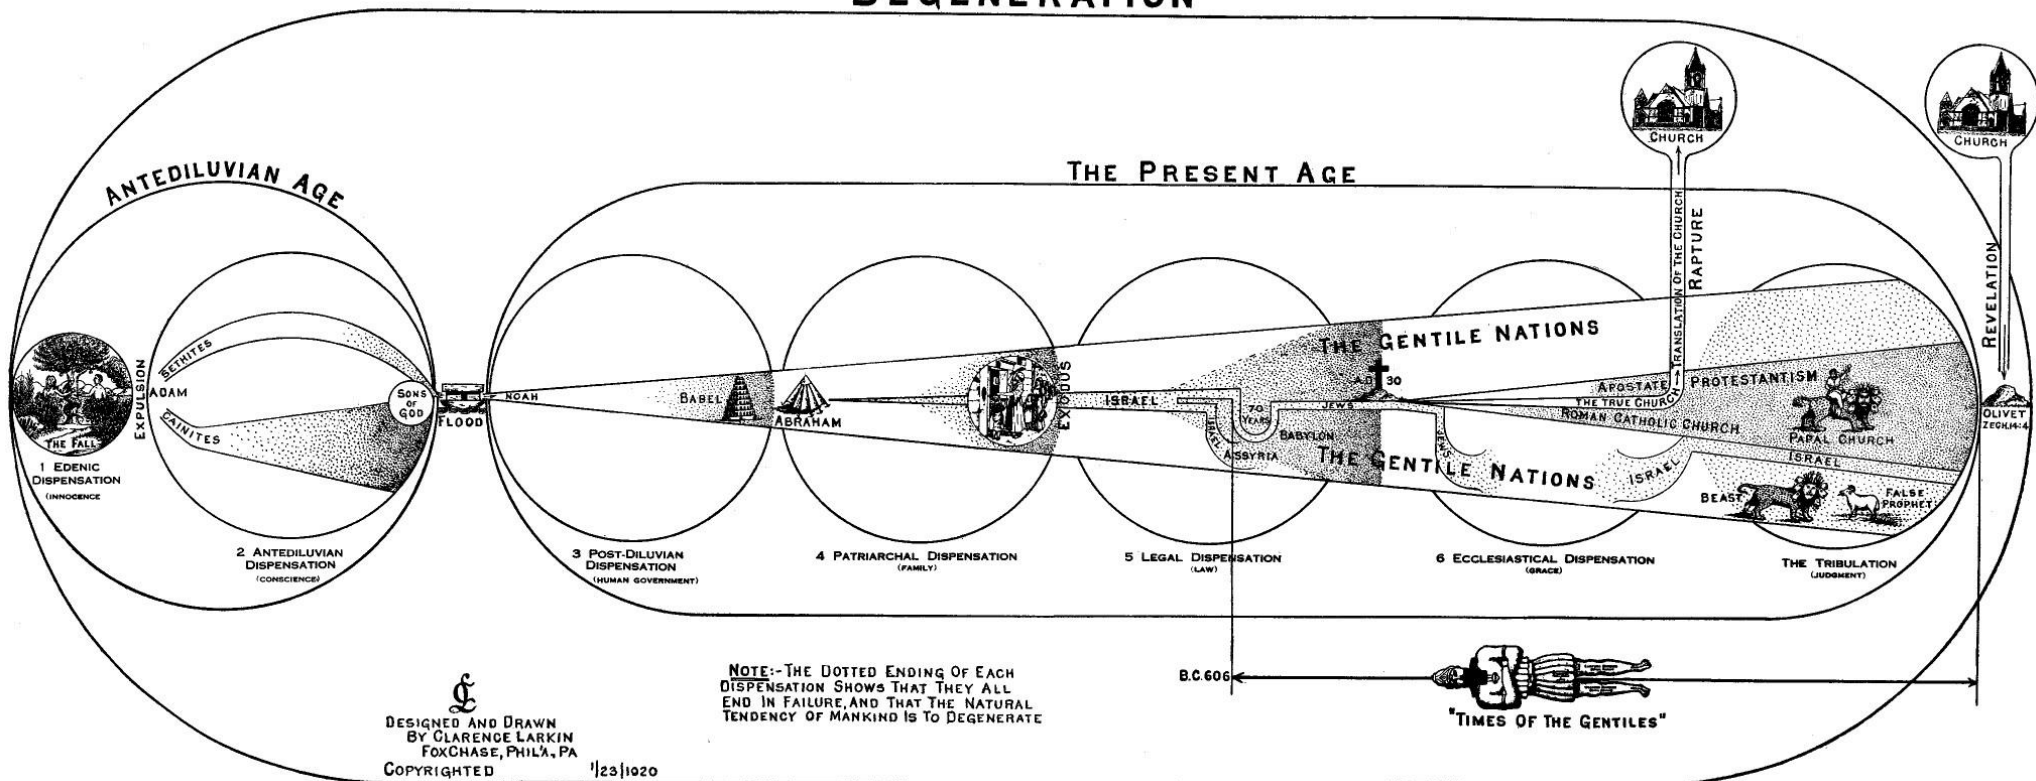 DEGENERATION
ANTEDILUVIAN AGE
THE PRESENT AGE
CHURCH
CHURCH
TRANSLATION OF THE CHURCH
RAPTURE
REVELATION
THE FALL
EXPULSION
ADAM
SETHITES
CAINITES
SONS
OF
GOD
FLOOD
NOAH
BABEL
ABRAHAM
EXODUS
ISRAEL
ISRAEL
ASSYRIA
70
YEARS
BABYLON
JEWS
A.D. 30
THE GENTILE NATIONS
THE GENTILE NATIONS
JEWS
APOSTATE PROTESTANTISM
THE TRUE CHURCH
ROMAN CATHOLIC CHURCH
PAPAL CHURCH
ISRAEL
ISRAEL
BEAST
FALSE
PROPHET
OLIVET
ZECH.14:4
1 EDENIC
DISPENSATION
(INNOCENCE
2 ANTEDILUVIAN
DISPENSATION
(CONSCIENCE)
3 POST-DILUVIAN
DISPENSATION
(HUMAN GOVERNMENT)
4 PATRIARCHAL DISPENSATION
(FAMILY)
5 LEGAL DISPENSATION
(LAW)
6 ECCLESIASTICAL DISPENSATION
(GRACE)
THE TRIBULATION
(JUDGMENT)
B.C.606
"TIMES OF THE GENTILES"
NOTE:-THE DOTTED ENDING OF EACH
DISPENSATION SHOWS THAT THEY ALL
END IN FAILURE, AND THAT THE NATURAL
TENDENCY OF MANKIND IS TO DEGENERATE
CL
DESIGNED AND DRAWN
BY CLARENCE LARKIN
FOXCHASE, PHIL'A., PA
COPYRIGHTED 1/23/1920